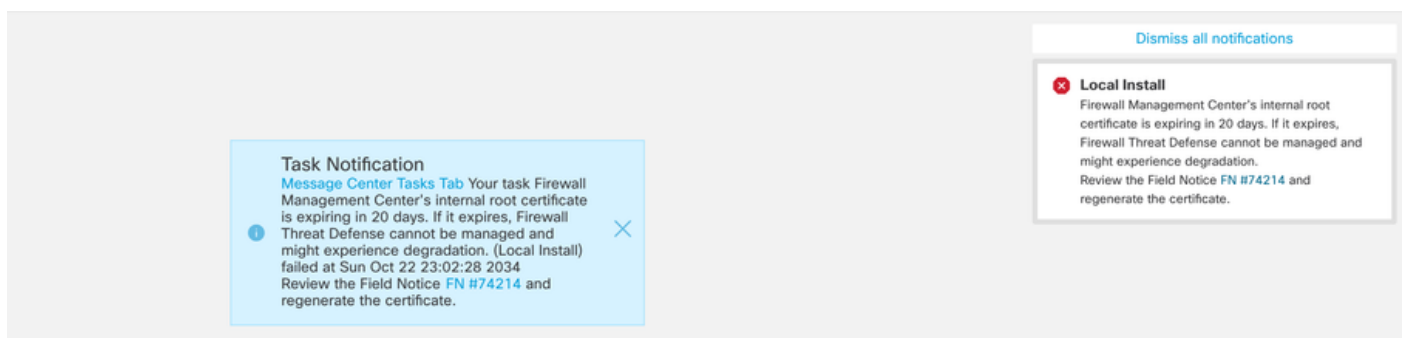 Dismiss all notifications
Local Install
Firewall Management Center's internal root
certificate is expiring in 20 days. If it expires,
Firewall Threat Defense cannot be managed and
might experience degradation.
Review the Field Notice FN #74214 and
regenerate the certificate.
Task Notification
Message Center Tasks Tab Your task Firewall
Management Center's internal root certificate
is expiring in 20 days. If it expires, Firewall
Threat Defense cannot be managed and
might experience degradation. (Local Install)
failed at Sun Oct 22 23:02:28 2034
Review the Field Notice FN #74214 and
regenerate the certificate.